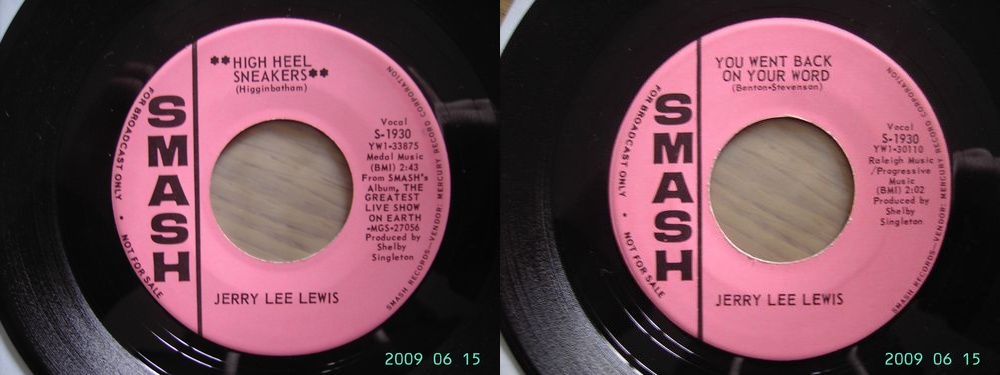 **HIGH HEEL
SNEAKERS**
(Higginbatham)
FOR BROADCAST ONLY • NOT FOR SALE
SMASH
Vocal
S-1930
YW1-33875
Medal Music
(BMI) 2:43
From SMASH's
Album, THE
GREATEST
LIVE SHOW
ON EARTH
-MGS-27056
Produced by
Shelby
Singleton
SMASH RECORDS—VENDOR: MERCURY RECORD CORPORATION
JERRY LEE LEWIS
2009 06 15
YOU WENT BACK
ON YOUR WORD
(Benton-Stevenson)
FOR BROADCAST ONLY • NOT FOR SALE
SMASH
Vocal
S-1930
YW1-30110
Raleigh Music
/Progressive
Music
(BMI) 2:02
Produced by
Shelby
Singleton
SMASH RECORDS—VENDOR: MERCURY RECORD CORPORATION
JERRY LEE LEWIS
2009 06 15